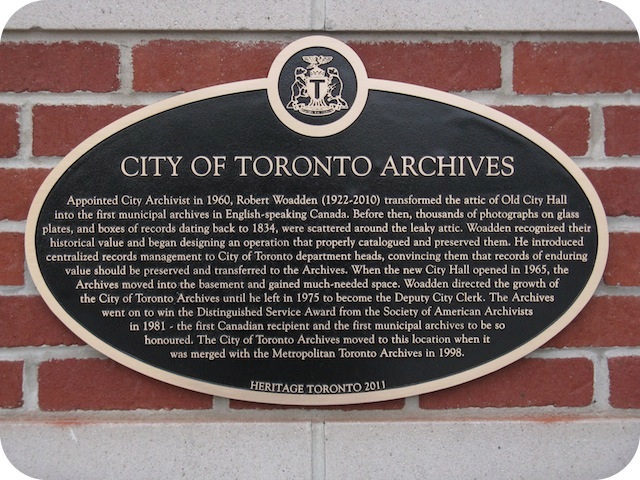 T
CITY OF TORONTO ARCHIVES
Appointed City Archivist in 1960, Robert Woadden (1922-2010) transformed the attic of Old City Hall
into the first municipal archives in English-speaking Canada. Before then, thousands of photographs on glass
plates, and boxes of records dating back to 1834, were scattered around the leaky attic. Woadden recognized their
historical value and began designing an operation that properly catalogued and preserved them. He introduced
centralized records management to City of Toronto department heads, convincing them that records of enduring
value should be preserved and transferred to the Archives. When the new City Hall opened in 1965, the
Archives moved into the basement and gained much-needed space. Woadden directed the growth of
the City of Toronto Archives until he left in 1975 to become the Deputy City Clerk. The Archives
went on to win the Distinguished Service Award from the Society of American Archivists
in 1981 - the first Canadian recipient and the first municipal archives to be so
honoured. The City of Toronto Archives moved to this location when it
was merged with the Metropolitan Toronto Archives in 1998.
HERITAGE TORONTO 2011